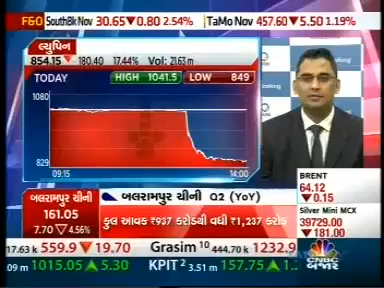 F&O SouthBk Nov 30.65▼0.80 2.54% TaMo Nov 457.60▼5.50 1.19%
લ્યુપિન
854.15▼ 180.40 17.44% Vol: 21.63 m
TODAY HIGH 1041.5 LOW 849
1080
829
09:15 14:00
BRENT
64.12
▼0.15
Silver Mini MCX
39729.00
▼181.00
બલરામપુર ચીની
161.05
7.70▼4.56%
બલરામપુર ચીની Q2 (YoY)
કુલ આવક ₹937 કરોડથી વધી ₹1,237 કરોડ
17.63 k 559.9▼19.70 Grasim 10 444.70 k 1232.9
.09 m 1015.05▲5.30 KPIT 2 3.51 m 157.75▲1.2
CNBC
બજાર